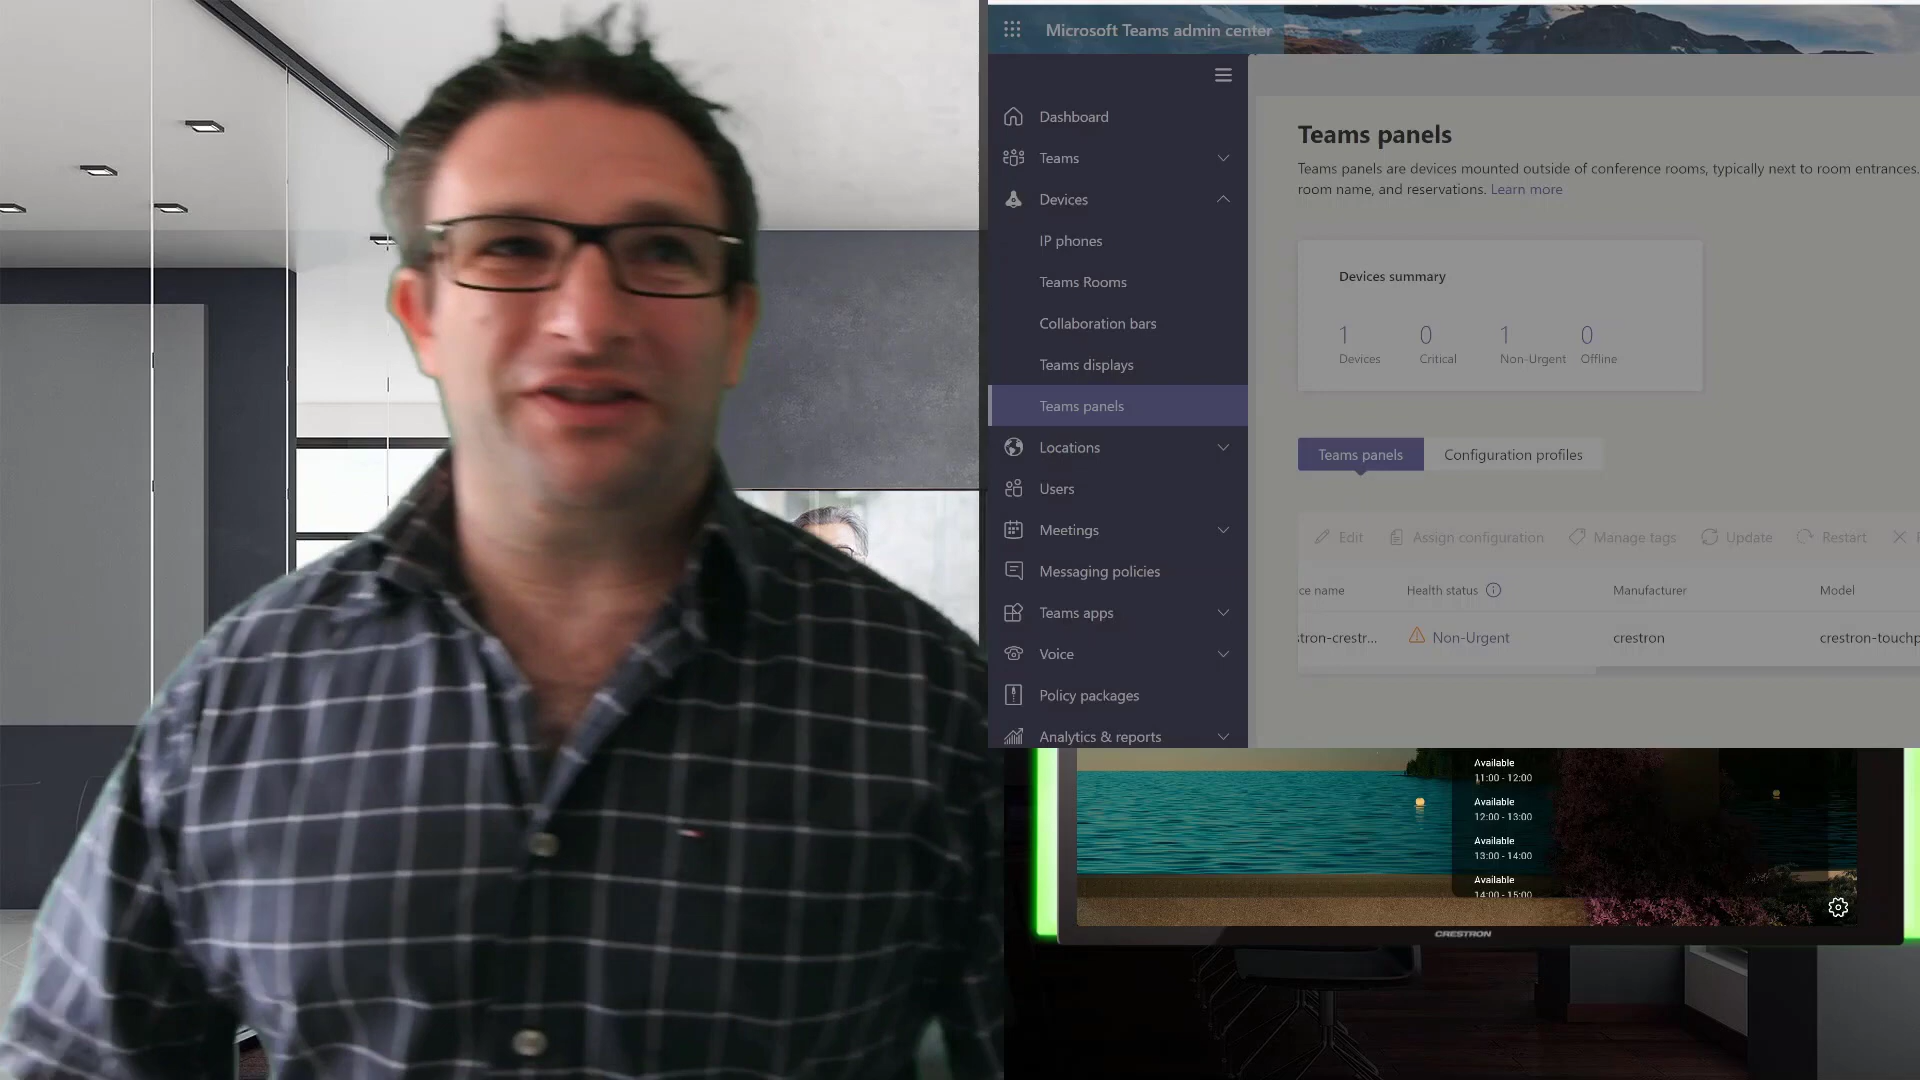 Microsoft Teams admin center
Dashboard
Teams
Devices
IP phones
Teams Rooms
Collaboration bars
Teams displays
Teams panels
Locations
Users
Meetings
Messaging policies
Teams apps
Voice
Policy packages
Analytics & reports
Teams panels
Teams panels are devices mounted outside of conference rooms, typically next to room entrances.
room name, and reservations. Learn more
Devices summary
1 0 1 0
Devices Critical Non-Urgent Offline
Teams panels Configuration profiles
Edit Assign configuration Manage tags Update Restart
ce name Health status Manufacturer Model
stron-crestr... Non-Urgent crestron crestron-touchp
Available
11:00 - 12:00
Available
12:00 - 13:00
Available
13:00 - 14:00
Available
14:00 - 15:00
CRESTRON